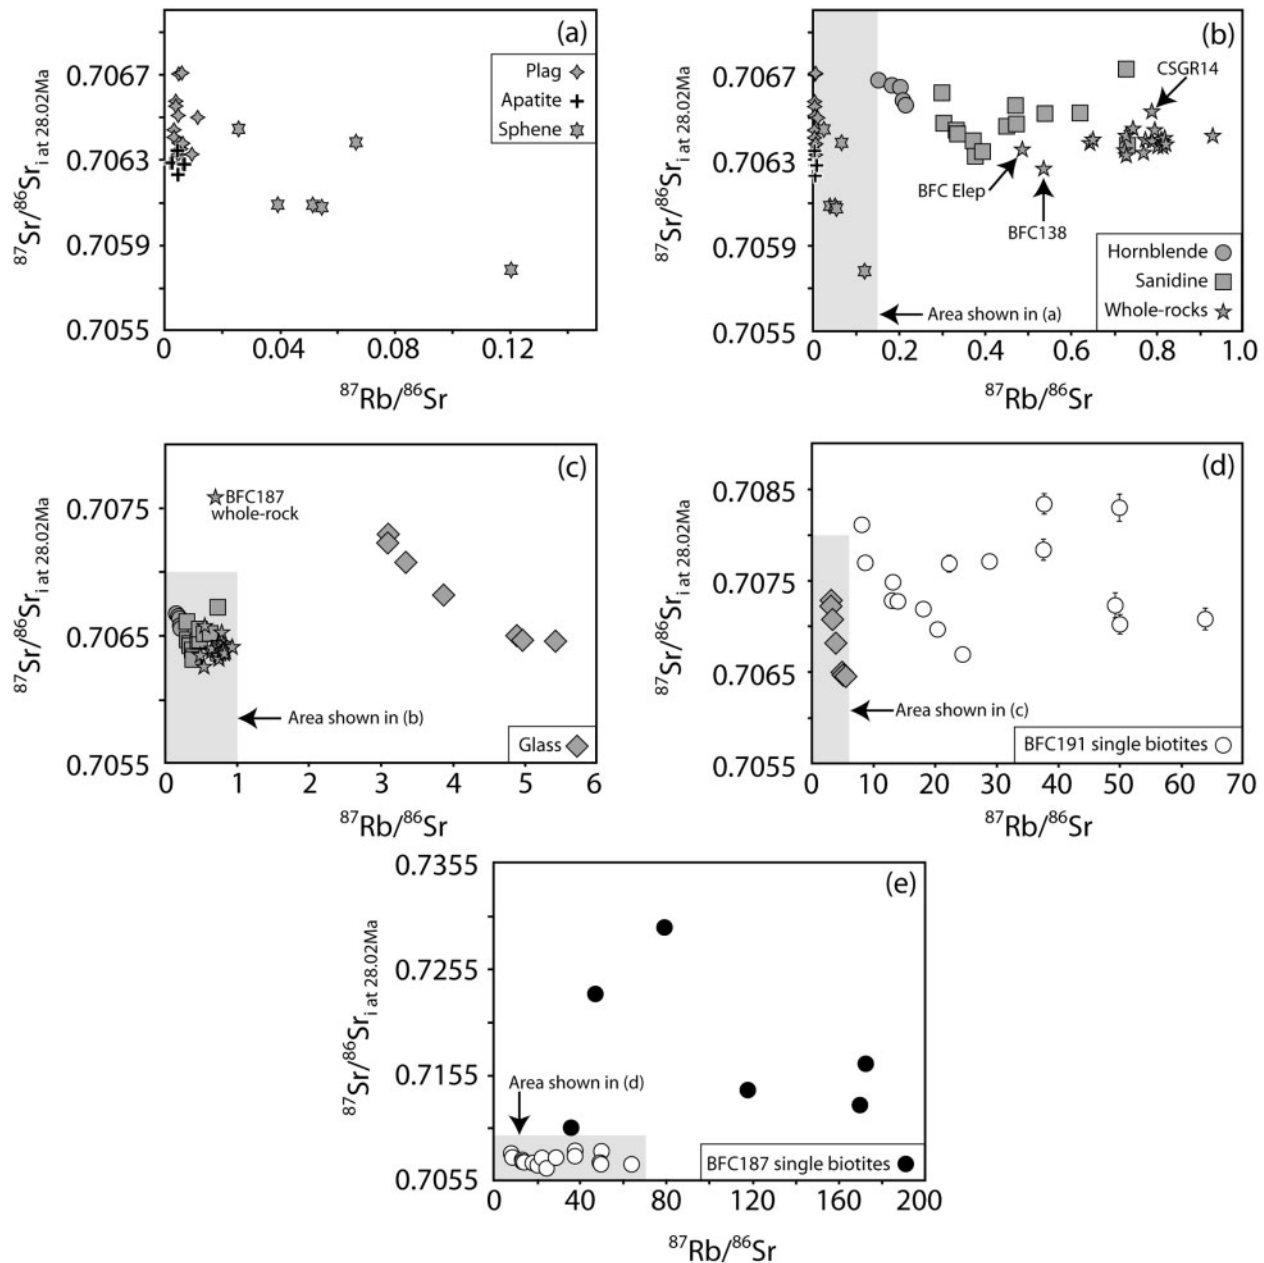 (a)
Plag
Apatite
Sphene
0.7067
0.7063
0.7059
0.7055
0 0.04 0.08 0.12
⁸⁷Sr/⁸⁶Sr i at 28.02Ma
⁸⁷Rb/⁸⁶Sr
(b)
CSGR14
BFC Elep
BFC138
Hornblende
Sanidine
Whole-rocks
Area shown in (a)
0.7067
0.7063
0.7059
0.7055
0 0.2 0.4 0.6 0.8 1.0
⁸⁷Sr/⁸⁶Sr i at 28.02Ma
⁸⁷Rb/⁸⁶Sr
(c)
BFC187
whole-rock
Area shown in (b)
Glass
0.7075
0.7065
0.7055
0 1 2 3 4 5 6
⁸⁷Sr/⁸⁶Sr i at 28.02Ma
⁸⁷Rb/⁸⁶Sr
(d)
Area shown in (c)
BFC191 single biotites
0.7085
0.7075
0.7065
0.7055
0 10 20 30 40 50 60 70
⁸⁷Sr/⁸⁶Sr i at 28.02Ma
⁸⁷Rb/⁸⁶Sr
(e)
Area shown in (d)
BFC187 single biotites
0.7355
0.7255
0.7155
0.7055
0 40 80 120 160 200
⁸⁷Sr/⁸⁶Sr i at 28.02Ma
⁸⁷Rb/⁸⁶Sr